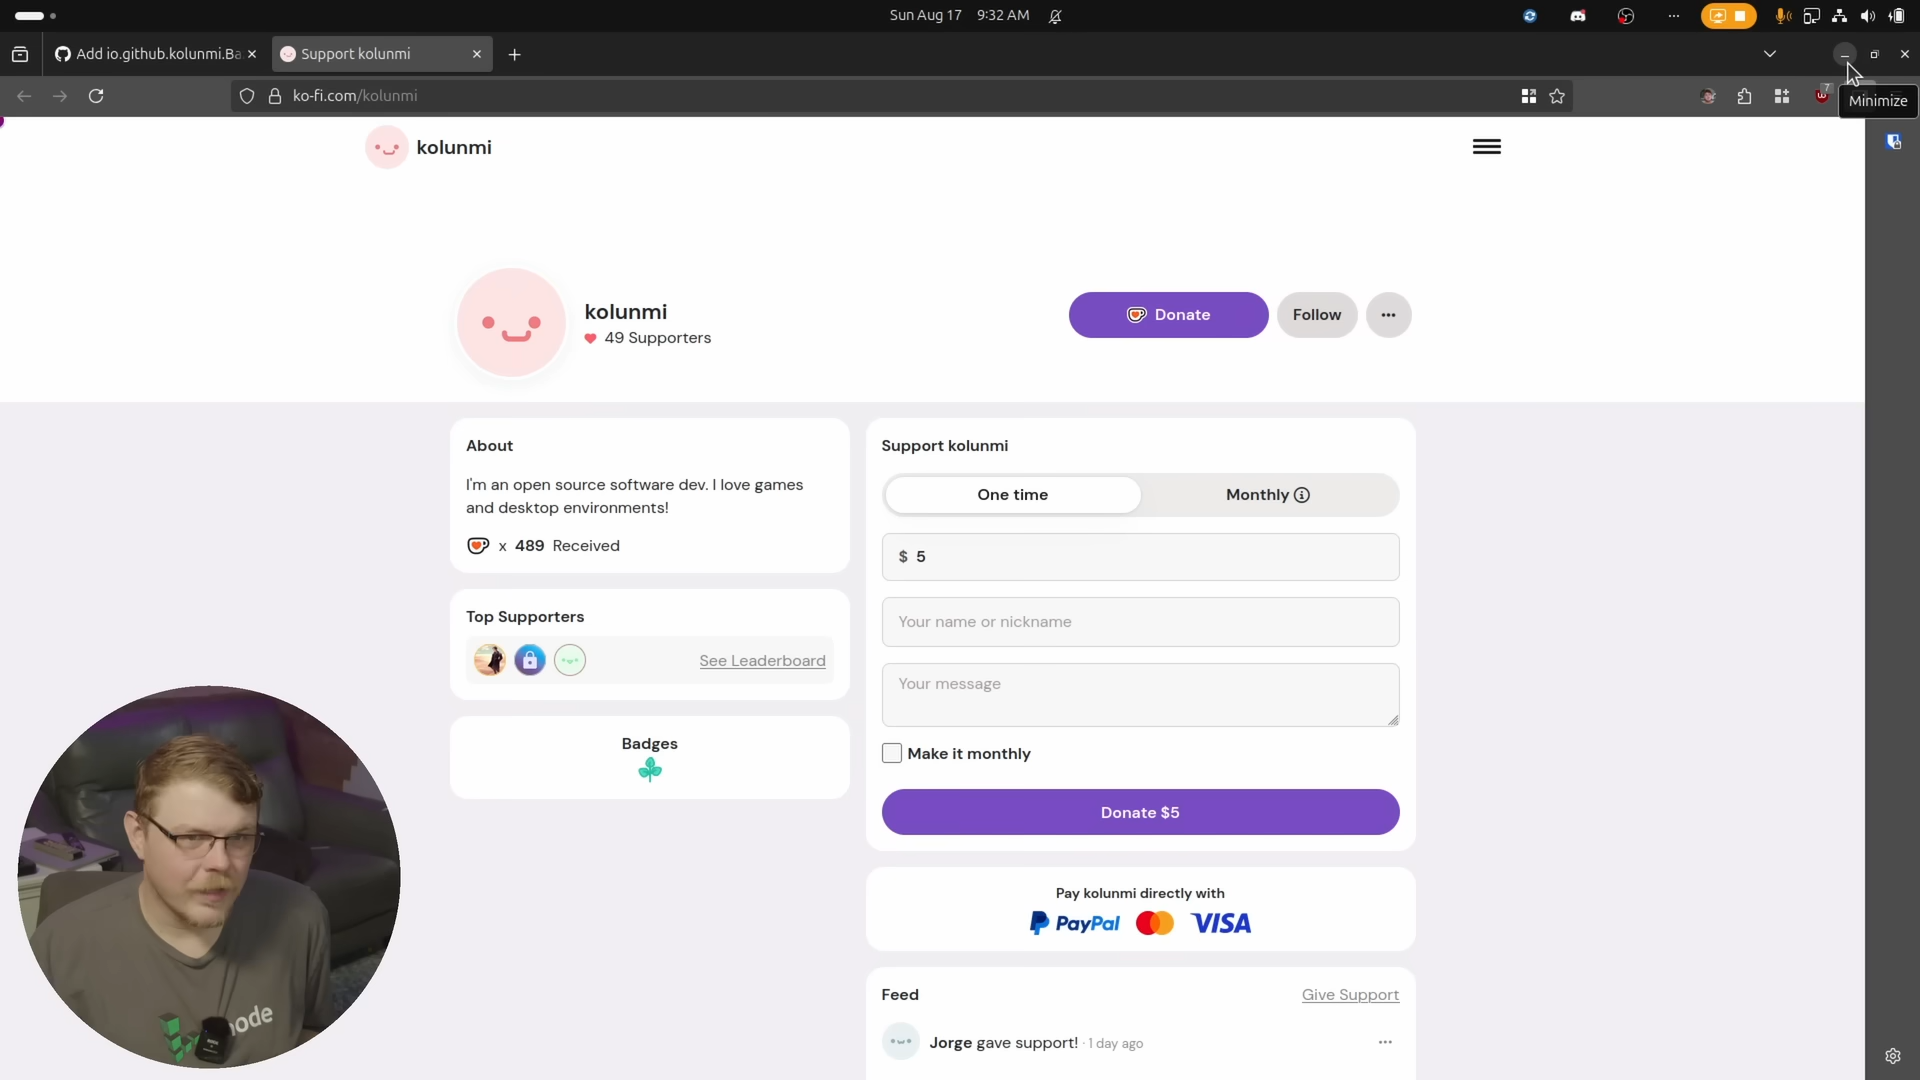 Sun Aug 17 9:32 AM
Add io.github.kolunmi.Ba
Support kolunmi
ko-fi.com/kolunmi
7
Minimize
kolunmi
kolunmi
49 Supporters
Donate
Follow
About
I'm an open source software dev. I love games
and desktop environments!
x 489 Received
Top Supporters
See Leaderboard
Badges
Support kolunmi
One time
Monthly
$ 5
Your name or nickname
Your message
Make it monthly
Donate $5
Pay kolunmi directly with
PayPal
VISA
Feed
Give Support
Jorge gave support! · 1 day ago
node